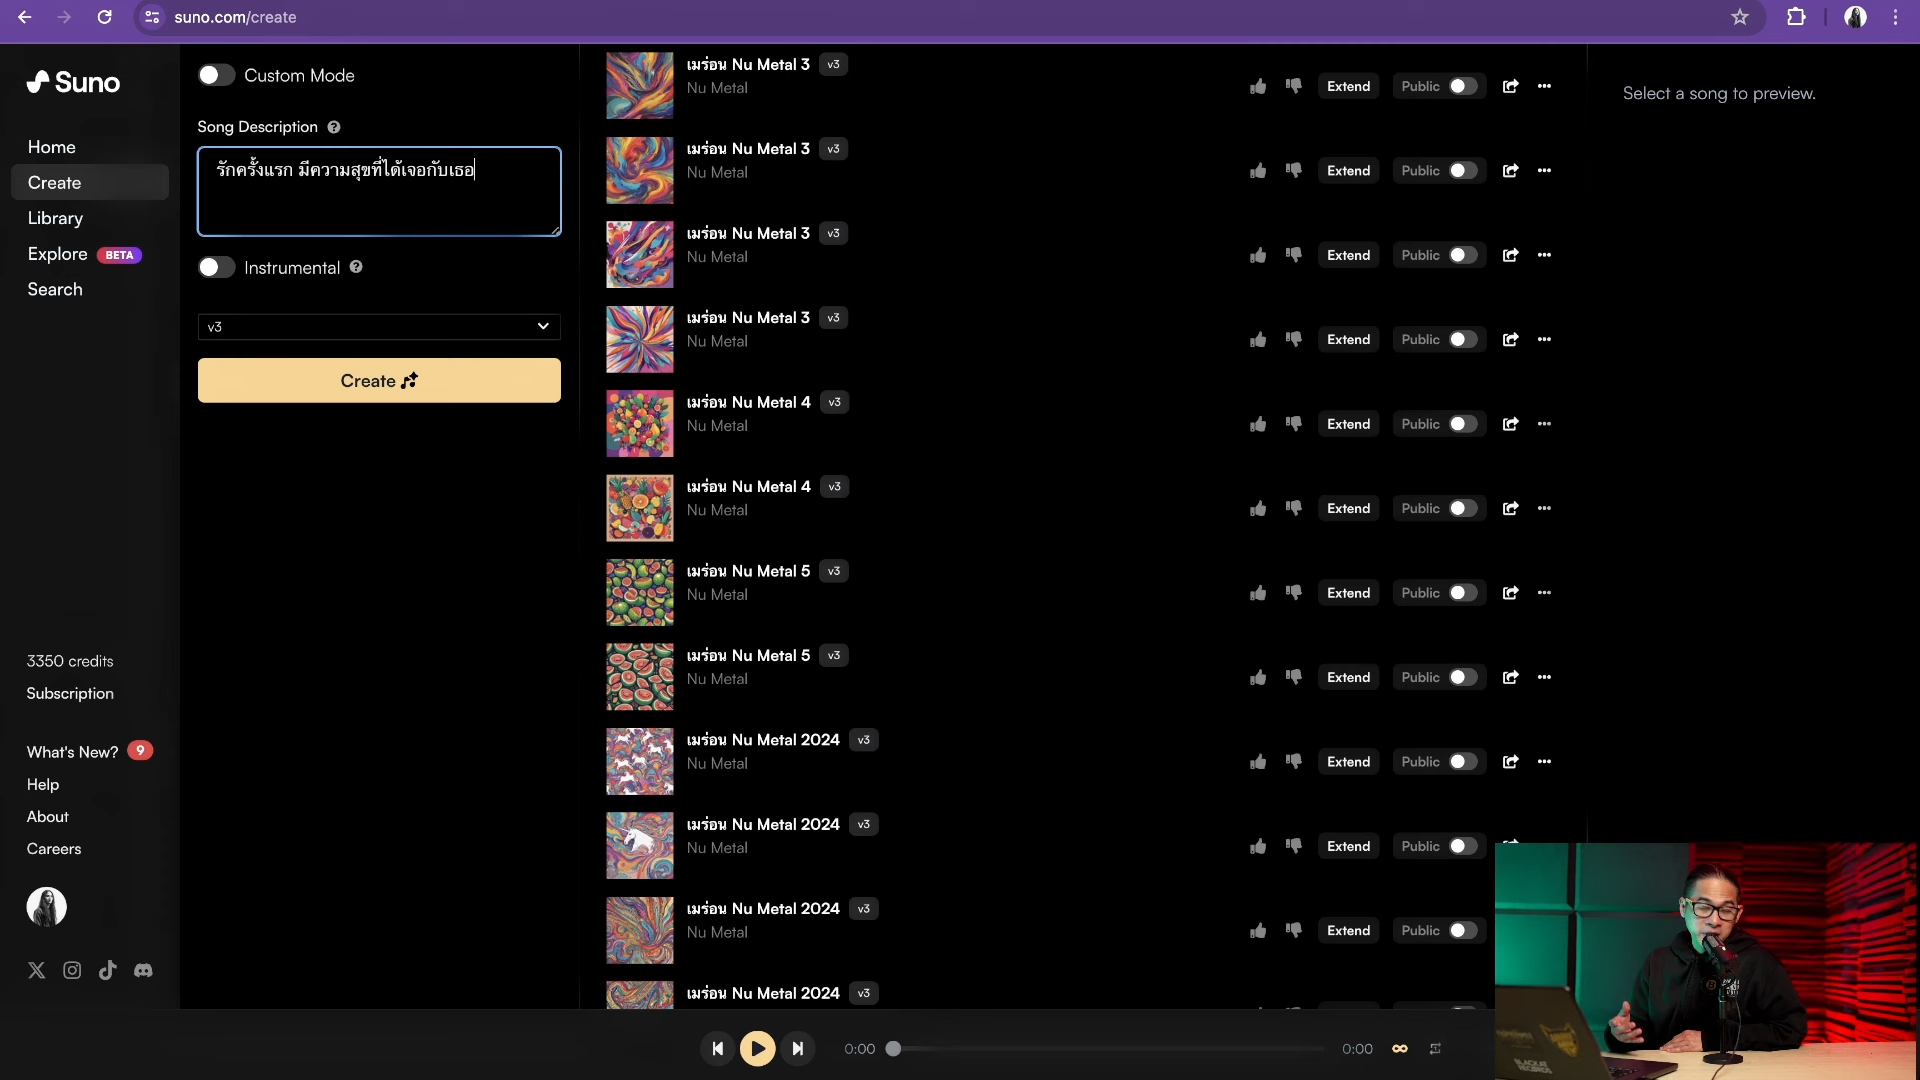 suno.com/create
Suno
Home
Create
Library
Explore BETA
Search
3350 credits
Subscription
What's New? 9
Help
About
Careers
Custom Mode
Song Description
รักครั้งแรก มีความสุขที่ได้เจอกับเธอ
Instrumental
v3
Create
เมร่อน Nu Metal 3 v3
Nu Metal
Extend Public
เมร่อน Nu Metal 3 v3
Nu Metal
Extend Public
เมร่อน Nu Metal 3 v3
Nu Metal
Extend Public
เมร่อน Nu Metal 3 v3
Nu Metal
Extend Public
เมร่อน Nu Metal 4 v3
Nu Metal
Extend Public
เมร่อน Nu Metal 4 v3
Nu Metal
Extend Public
เมร่อน Nu Metal 5 v3
Nu Metal
Extend Public
เมร่อน Nu Metal 5 v3
Nu Metal
Extend Public
เมร่อน Nu Metal 2024 v3
Nu Metal
Extend Public
เมร่อน Nu Metal 2024 v3
Nu Metal
Extend Public
เมร่อน Nu Metal 2024 v3
Nu Metal
Extend Public
เมร่อน Nu Metal 2024 v3
Select a song to preview.
0:00
0:00